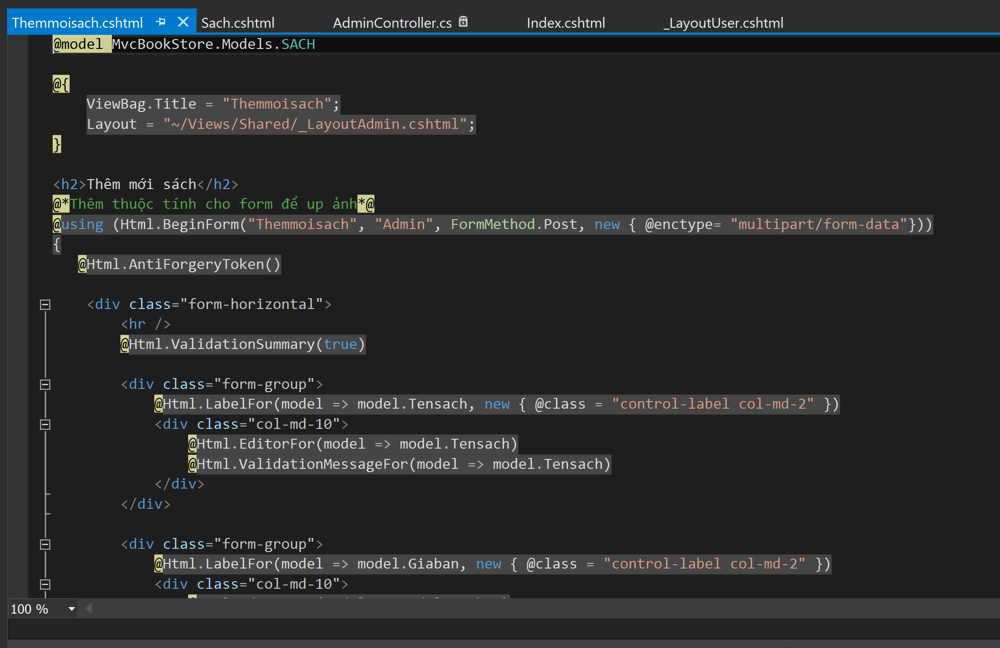 Themmoisach.cshtml Sach.cshtml AdminController.cs Index.cshtml _LayoutUser.cshtml
@model MvcBookStore.Models.SACH
@{
ViewBag.Title = "Themmoisach";
Layout = "~/Views/Shared/_LayoutAdmin.cshtml";
}
<h2>Thêm mới sách</h2>
@*Thêm thuộc tính cho form để up ảnh*@
@using (Html.BeginForm("Themmoisach", "Admin", FormMethod.Post, new { @enctype= "multipart/form-data"}))
{
@Html.AntiForgeryToken()
<div class="form-horizontal">
<hr />
@Html.ValidationSummary(true)
<div class="form-group">
@Html.LabelFor(model => model.Tensach, new { @class = "control-label col-md-2" })
<div class="col-md-10">
@Html.EditorFor(model => model.Tensach)
@Html.ValidationMessageFor(model => model.Tensach)
</div>
</div>
<div class="form-group">
@Html.LabelFor(model => model.Giaban, new { @class = "control-label col-md-2" })
<div class="col-md-10">
100 %